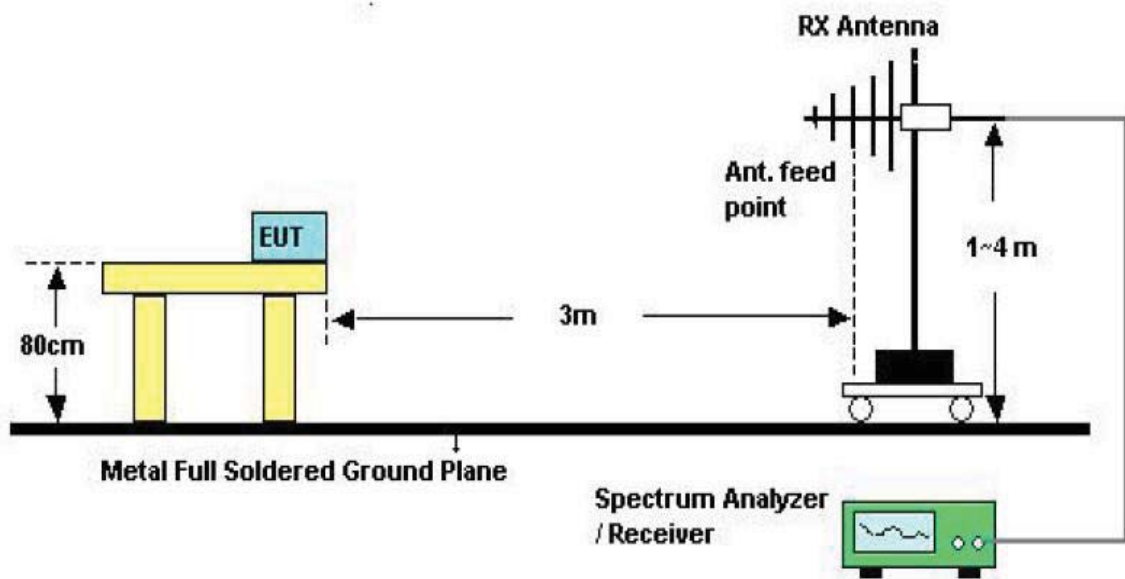 RX Antenna
Ant. feed
point
EUT
1~4 m
3m
80cm
Metal Full Soldered Ground Plane
Spectrum Analyzer
/ Receiver